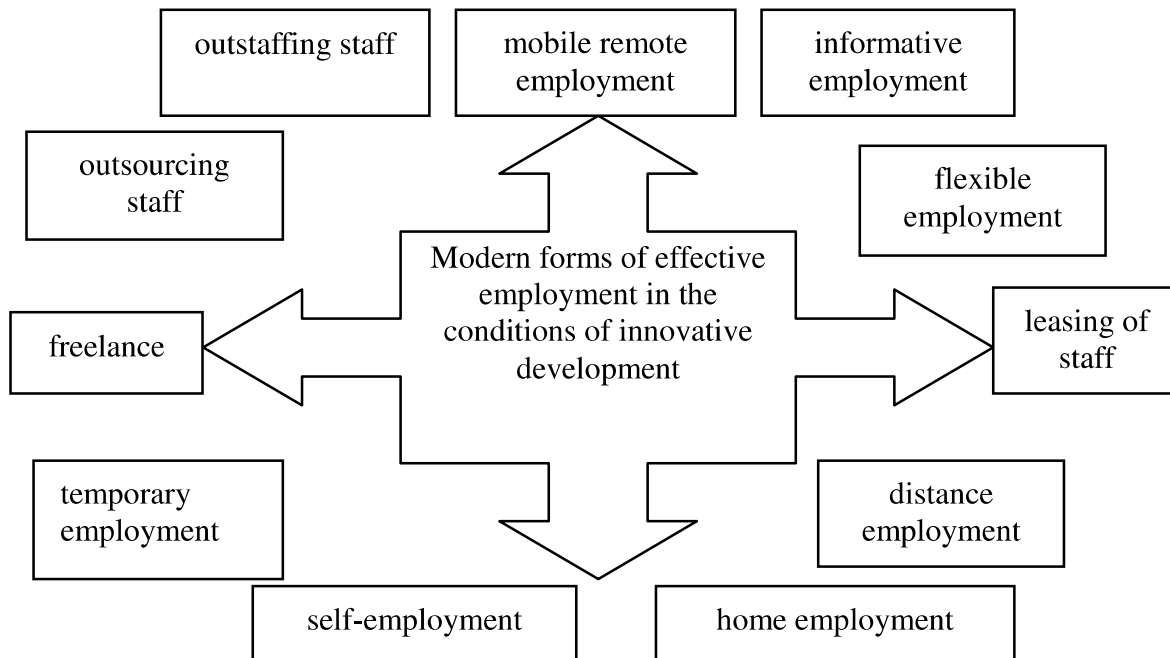 outstaffing staff
mobile remote
employment
informative
employment
outsourcing
staff
flexible
employment
Modern forms of effective
employment in the
conditions of innovative
development
freelance
leasing of
staff
temporary
employment
distance
employment
self-employment
home employment